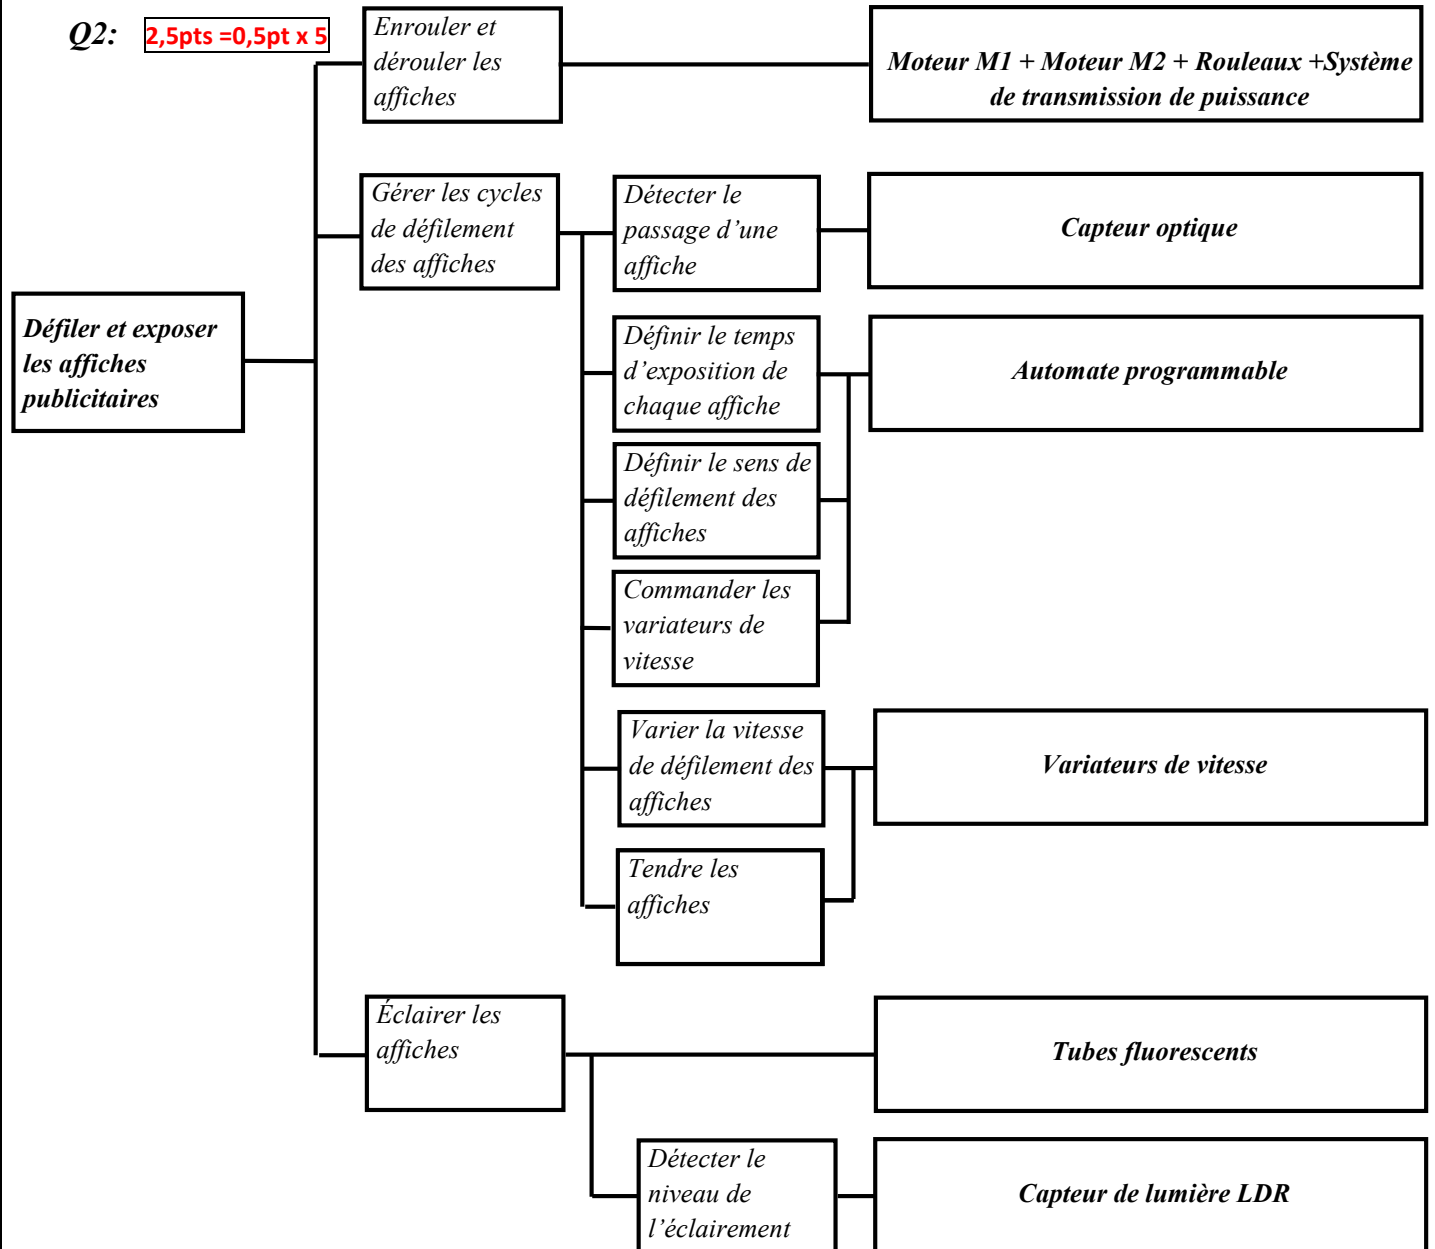 Q2: 2,5pts =0,5pt x 5
Enrouler et
dérouler les
affiches
Moteur M1 + Moteur M2 + Rouleaux +Système
de transmission de puissance
Gérer les cycles
de défilement
des affiches
Détecter le
passage d’une
affiche
Capteur optique
Défiler et exposer
les affiches
publicitaires
Définir le temps
d’exposition de
chaque affiche
Automate programmable
Définir le sens de
défilement des
affiches
Commander les
variateurs de
vitesse
Varier la vitesse
de défilement des
affiches
Variateurs de vitesse
Tendre les
affiches
Éclairer les
affiches
Tubes fluorescents
Détecter le
niveau de
l’éclairement
Capteur de lumière LDR